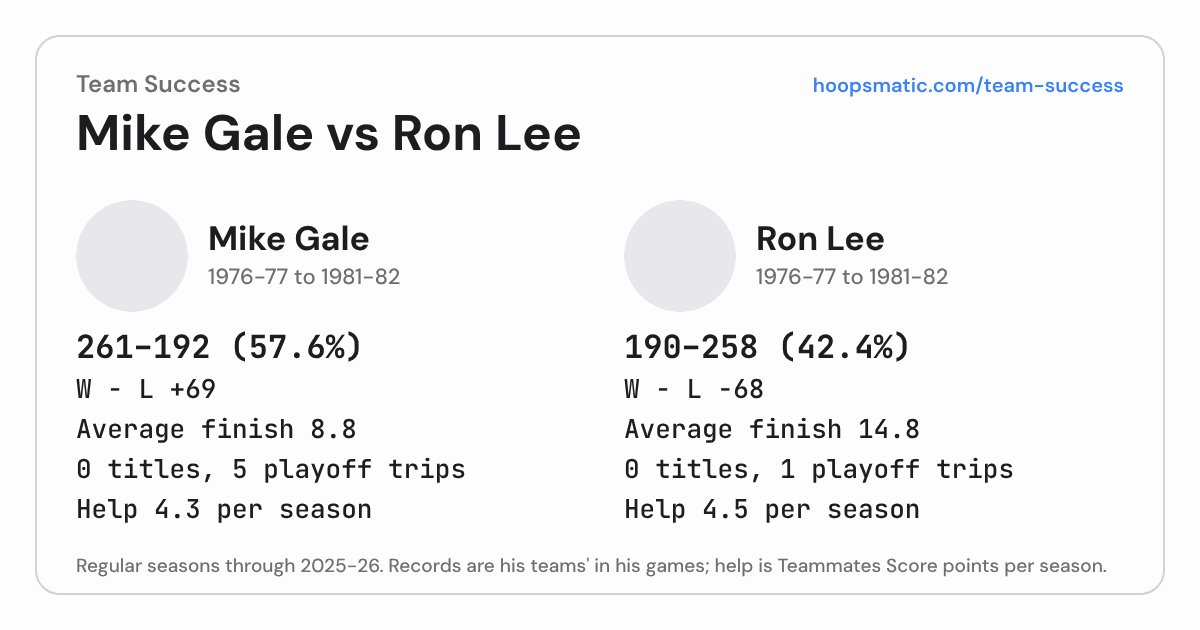 Team Success
hoopsmatic.com/team-success
Mike Gale vs Ron Lee
Mike Gale
1976-77 to 1981-82
261-192 (57.6%)
W - L +69
Average finish 8.8
0 titles, 5 playoff trips
Help 4.3 per season
Ron Lee
1976-77 to 1981-82
190-258 (42.4%)
W - L -68
Average finish 14.8
0 titles, 1 playoff trips
Help 4.5 per season
Regular seasons through 2025-26. Records are his teams' in his games; help is Teammates Score points per season.